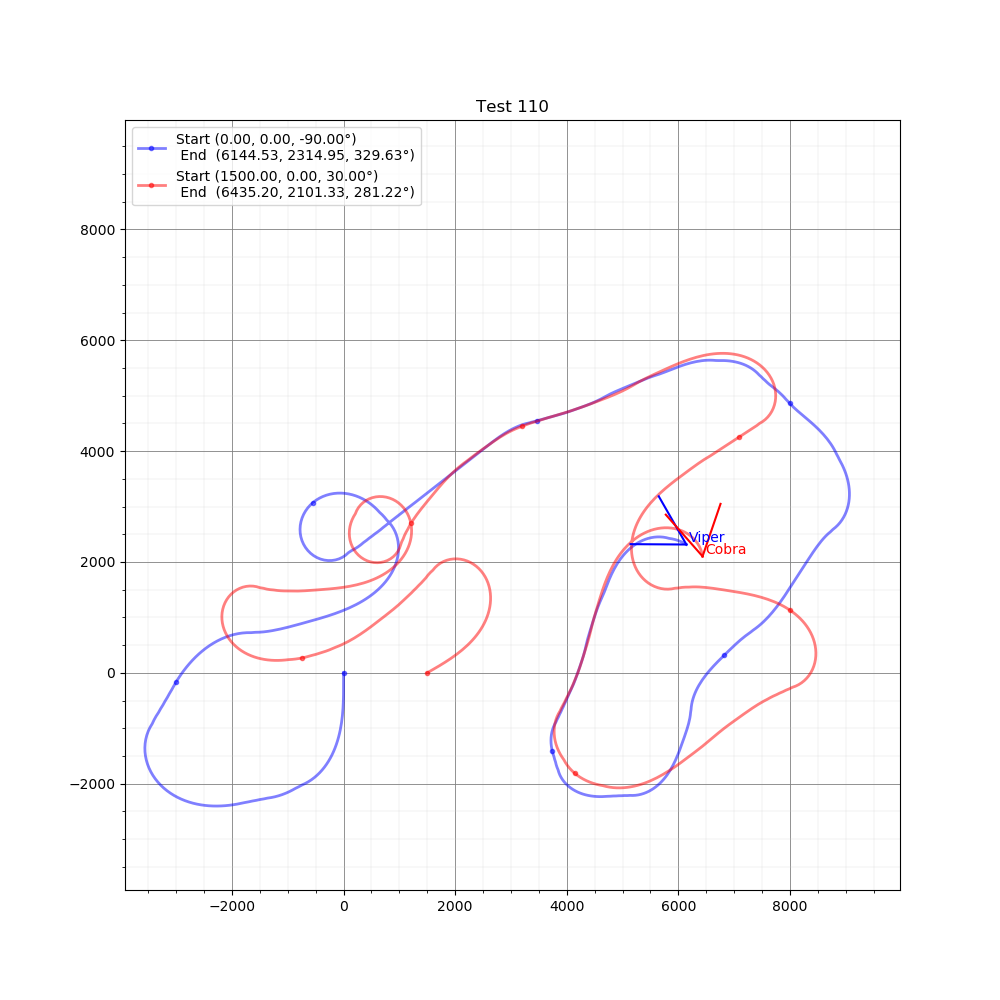 Test 110
Start (0.00, 0.00, -90.00°)
End (6144.53, 2314.95, 329.63°)
Start (1500.00, 0.00, 30.00°)
End (6435.20, 2101.33, 281.22°)
8000
6000
4000
2000
0
−2000
Viper
Cobra
−2000 0 2000 4000 6000 8000